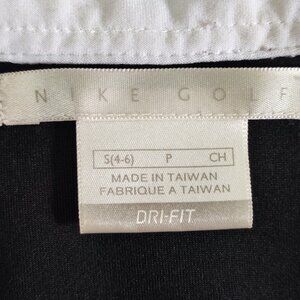 NIKE GOLF
S(4-6) P CH
MADE IN TAIWAN
FABRIQUE A TAIWAN
DRI-FIT